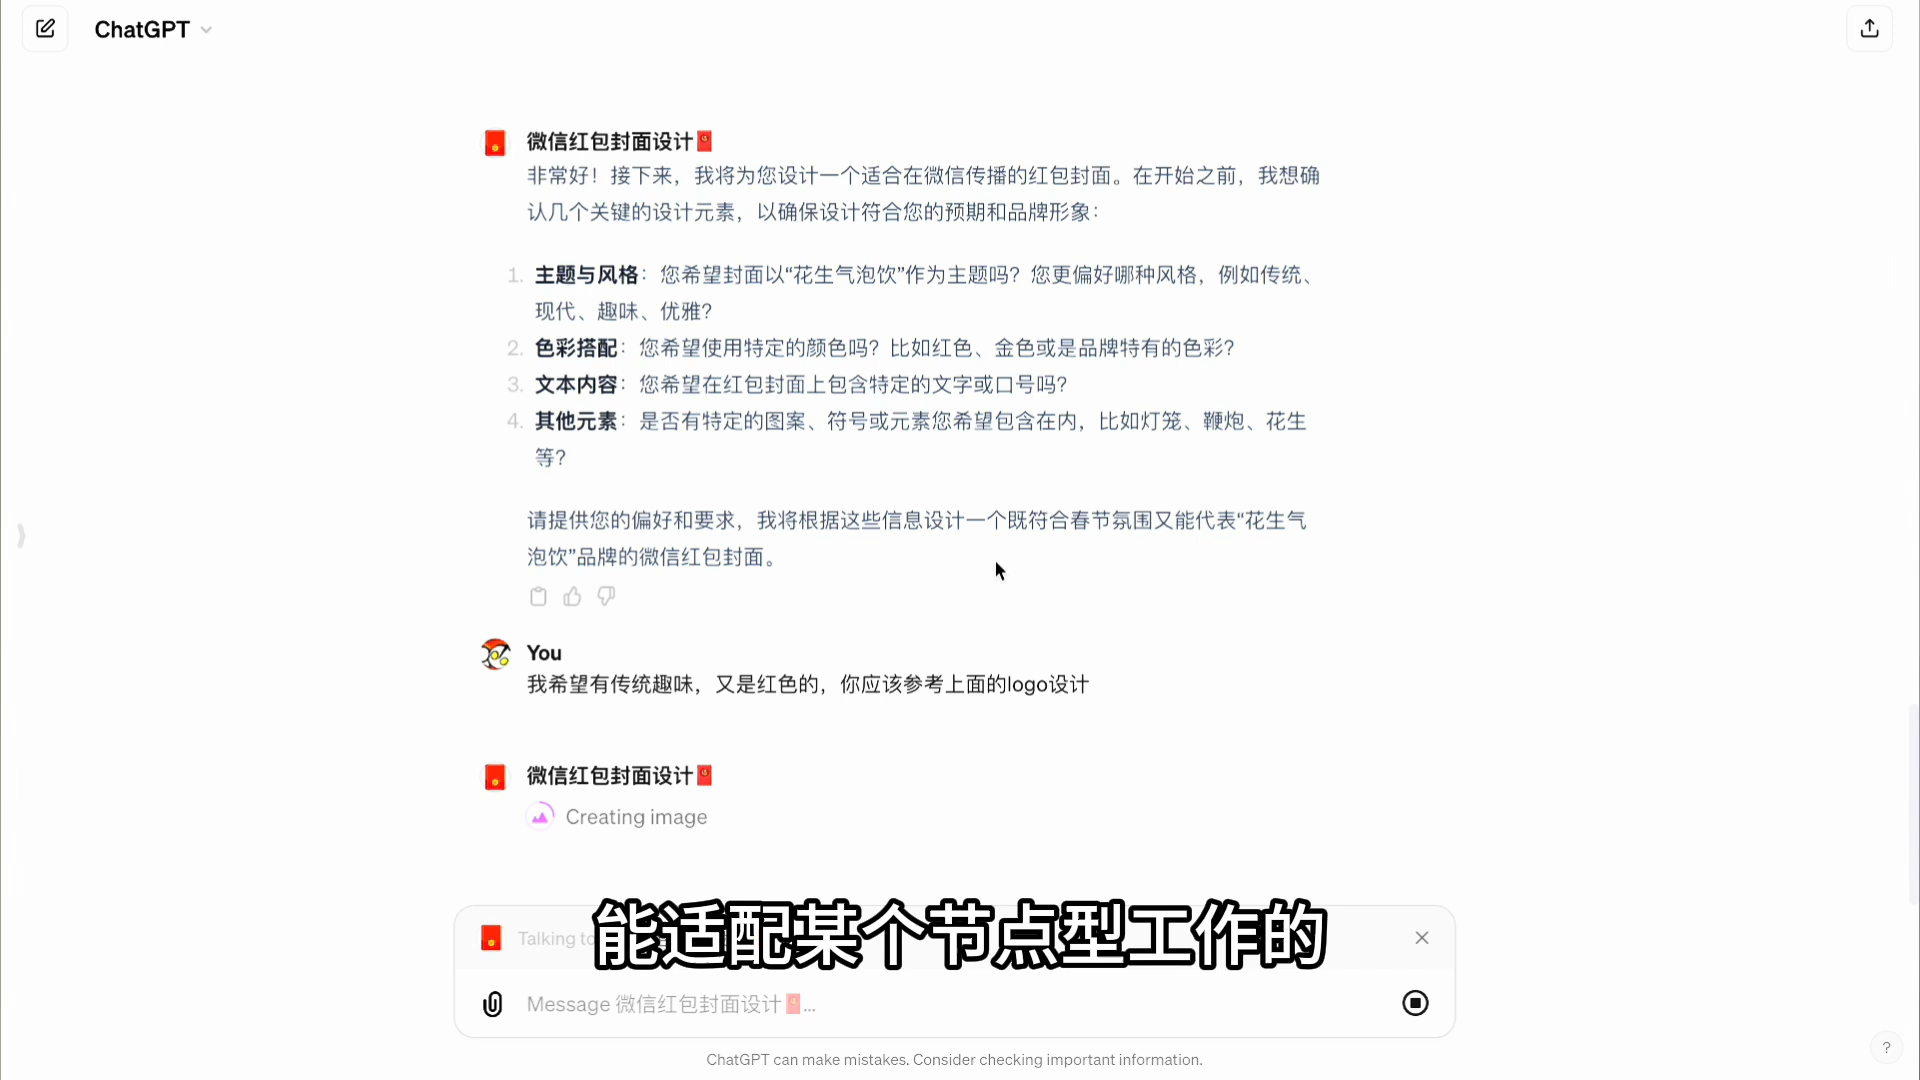 ChatGPT
微信红包封面设计
非常好！接下来，我将为您设计一个适合在微信传播的红包封面。在开始之前，我想确
认几个关键的设计元素，以确保设计符合您的预期和品牌形象：
1. 主题与风格：您希望封面以“花生气泡饮”作为主题吗？您更偏好哪种风格，例如传统、
现代、趣味、优雅？
2. 色彩搭配：您希望使用特定的颜色吗？比如红色、金色或是品牌特有的色彩？
3. 文本内容：您希望在红包封面上包含特定的文字或口号吗？
4. 其他元素：是否有特定的图案、符号或元素您希望包含在内，比如灯笼、鞭炮、花生
等？
请提供您的偏好和要求，我将根据这些信息设计一个既符合春节氛围又能代表“花生气
泡饮”品牌的微信红包封面。
You
我希望有传统趣味，又是红色的，你应该参考上面的logo设计
微信红包封面设计
Creating image
Talking to
能适配某个节点型工作的
Message 微信红包封面设计🧧...
ChatGPT can make mistakes. Consider checking important information.
?